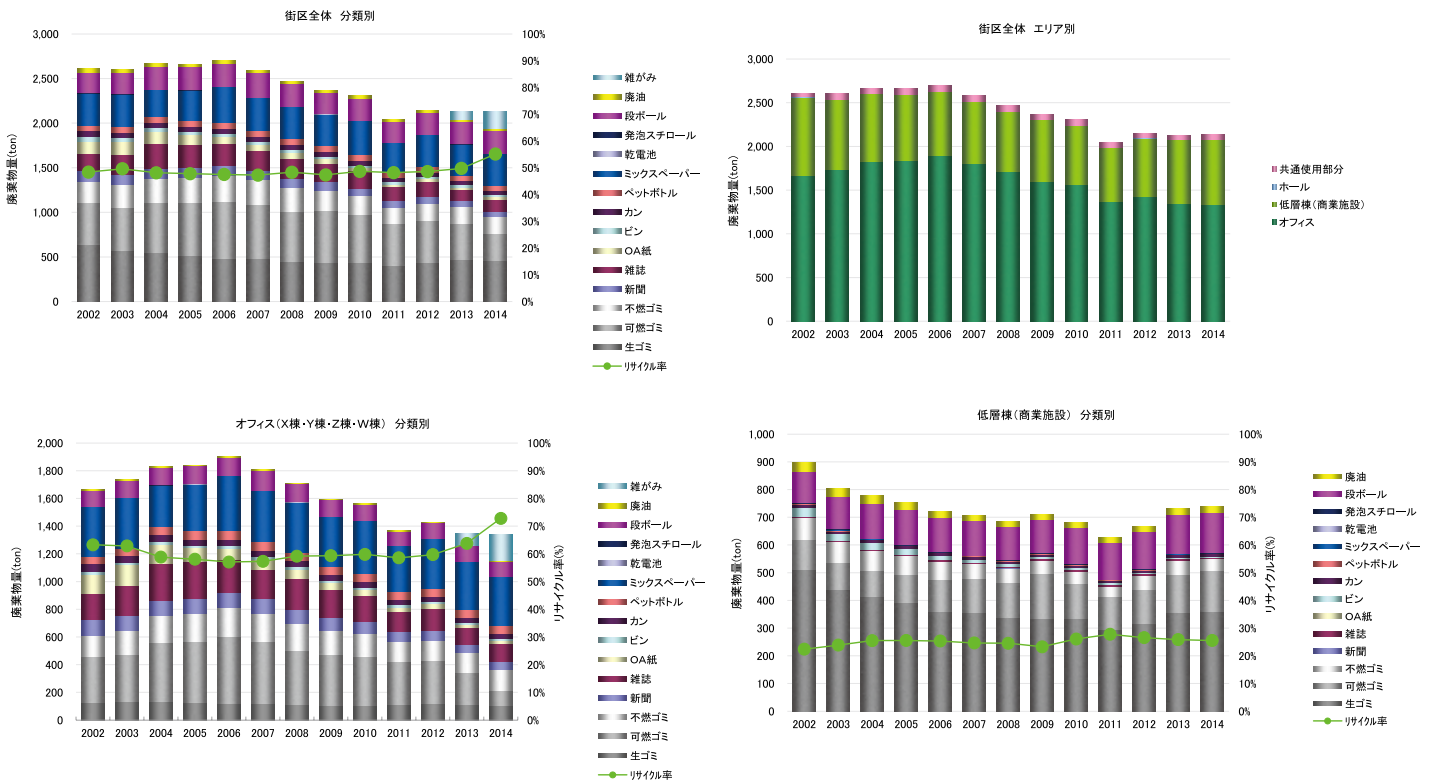 街区全体 分類別
3,000
2,500
2,000
1,500
1,000
500
0
廃棄物量(ton)
100%
90%
80%
70%
60%
50%
40%
30%
20%
10%
0%
2002 2003 2004 2005 2006 2007 2008 2009 2010 2011 2012 2013 2014
雑がみ
廃油
段ボール
発泡スチロール
乾電池
ミックスペーパー
ペットボトル
カン
ビン
OA紙
雑誌
新聞
不燃ゴミ
可燃ゴミ
生ゴミ
リサイクル率
街区全体 エリア別
3,000
2,500
2,000
1,500
1,000
500
0
廃棄物量(ton)
2002 2003 2004 2005 2006 2007 2008 2009 2010 2011 2012 2013 2014
共通使用部分
ホール
低層棟(商業施設)
オフィス
オフィス(X棟・Y棟・Z棟・W棟) 分類別
2,000
1,800
1,600
1,400
1,200
1,000
800
600
400
200
0
廃棄物量(ton)
100%
90%
80%
70%
60%
50%
40%
30%
20%
10%
0%
リサイクル率(%)
2002 2003 2004 2005 2006 2007 2008 2009 2010 2011 2012 2013 2014
雑がみ
廃油
段ボール
発泡スチロール
乾電池
ミックスペーパー
ペットボトル
カン
ビン
OA紙
雑誌
新聞
不燃ゴミ
可燃ゴミ
生ゴミ
リサイクル率
低層棟(商業施設) 分類別
1,000
900
800
700
600
500
400
300
200
100
0
廃棄物量(ton)
100%
90%
80%
70%
60%
50%
40%
30%
20%
10%
0%
リサイクル率(%)
2002 2003 2004 2005 2006 2007 2008 2009 2010 2011 2012 2013 2014
廃油
段ボール
発泡スチロール
乾電池
ミックスペーパー
ペットボトル
カン
ビン
OA紙
雑誌
新聞
不燃ゴミ
可燃ゴミ
生ゴミ
リサイクル率